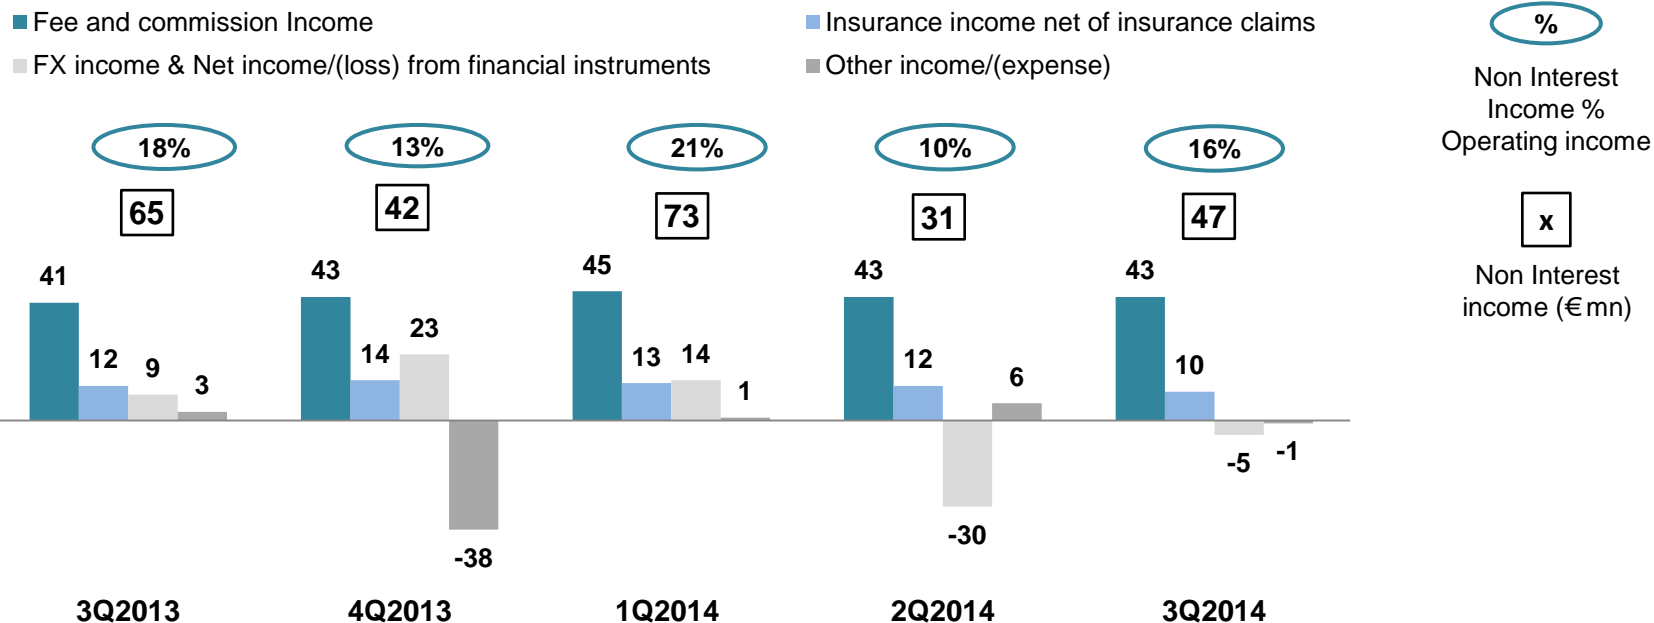 Fee and commission Income
Insurance income net of insurance claims
FX income & Net income/(loss) from financial instruments
Other income/(expense)
%
Non Interest
Income %
Operating income
x
Non Interest
income (€ mn)
18%
13%
21%
10%
16%
65
42
73
31
47
41
12
9
3
43
14
23
-38
45
13
14
1
43
12
-30
6
43
10
-5
-1
3Q2013
4Q2013
1Q2014
2Q2014
3Q2014